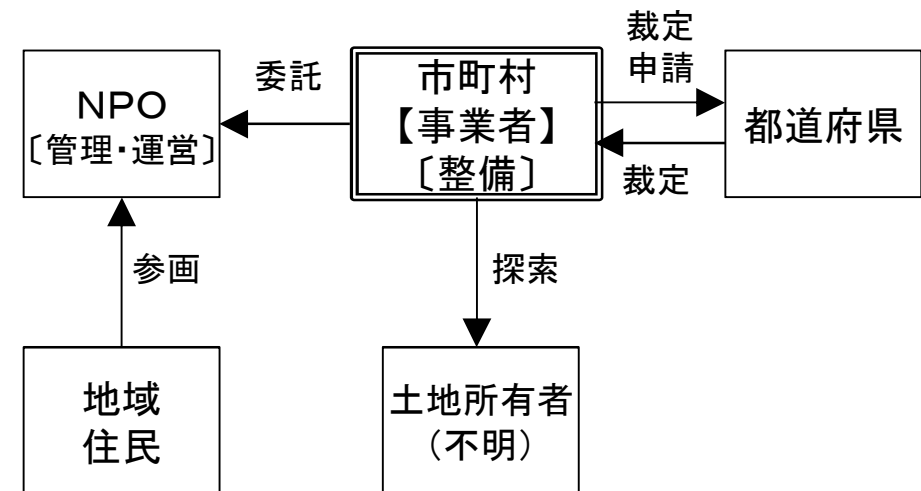 NPO
〔管理・運営〕
委託
市町村
【事業者】
〔整備〕
裁定
申請
裁定
都道府県
参画
探索
地域
住民
土地所有者
(不明)